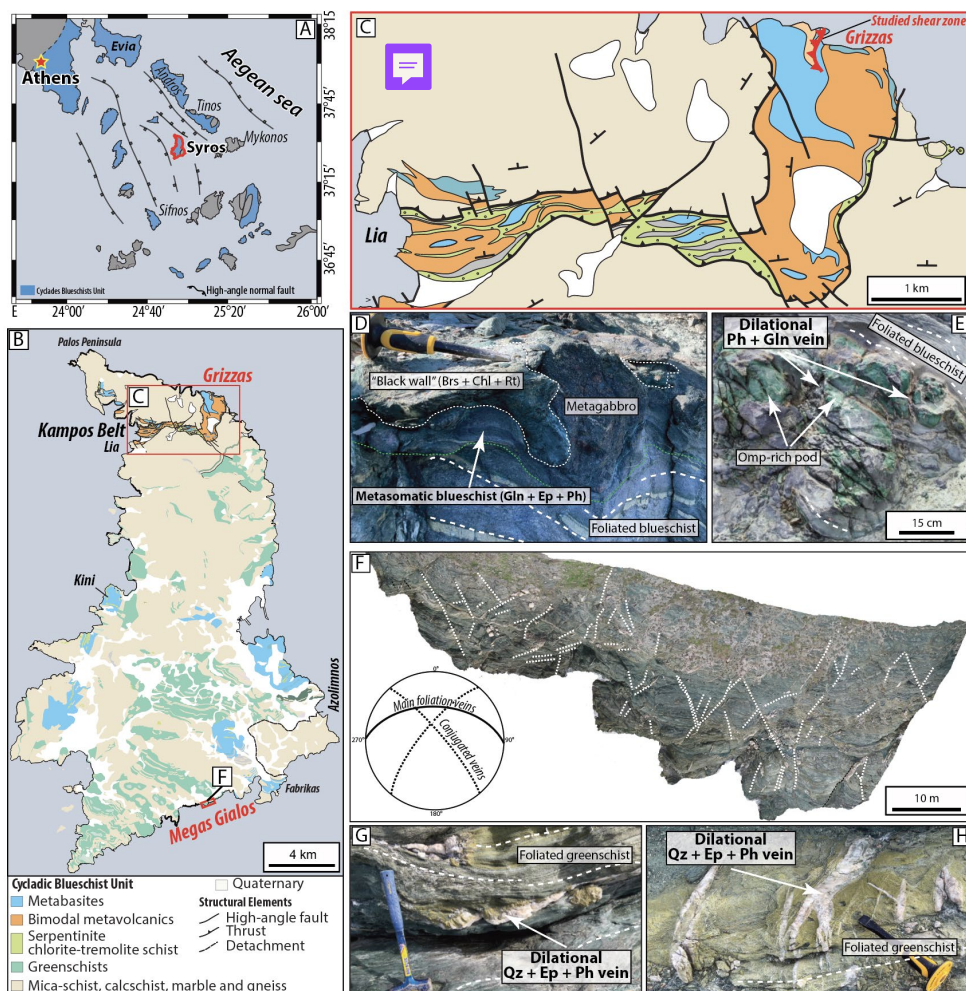 A
38°15
37°45
37°15
36°45
Evia
Athens
Aegean sea
Andros
Tinos
Mykonos
Syros
Sifnos
Cyclades Blueschists Unit
High-angle normal fault
E
24°00'
24°40
25°20
26°00
B
Palos Peninsula
Grizzas
C
Kampos Belt
Lia
Kini
Azolimnos
F
Fabrikas
Megas Gialos
4 km
Cycladic Blueschist Unit
Metabasites
Bimodal metavolcanics
Serpentinite
chlorite-tremolite schist
Greenschists
Mica-schist, calcschist, marble and gneiss
Quaternary
Structural Elements
High-angle fault
Thrust
Detachment
C
Studied shear zone
Grizzas
Lia
1 km
D
"Black wall" (Brs + Chl + Rt)
Metagabbro
Metasomatic blueschist (Gln + Ep + Ph)
Foliated blueschist
E
Dilational
Ph + Gln vein
Foliated blueschist
Omp-rich pod
15 cm
F
0°
Main foliation veins
270°
90°
Conjugated veins
180°
10 m
G
Foliated greenschist
Dilational
Qz + Ep + Ph vein
H
Dilational
Qz + Ep + Ph vein
Foliated greenschist